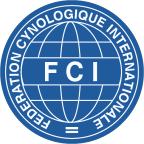 FEDERATION CYNOLOGIQUE INTERNATIONALE
FCI